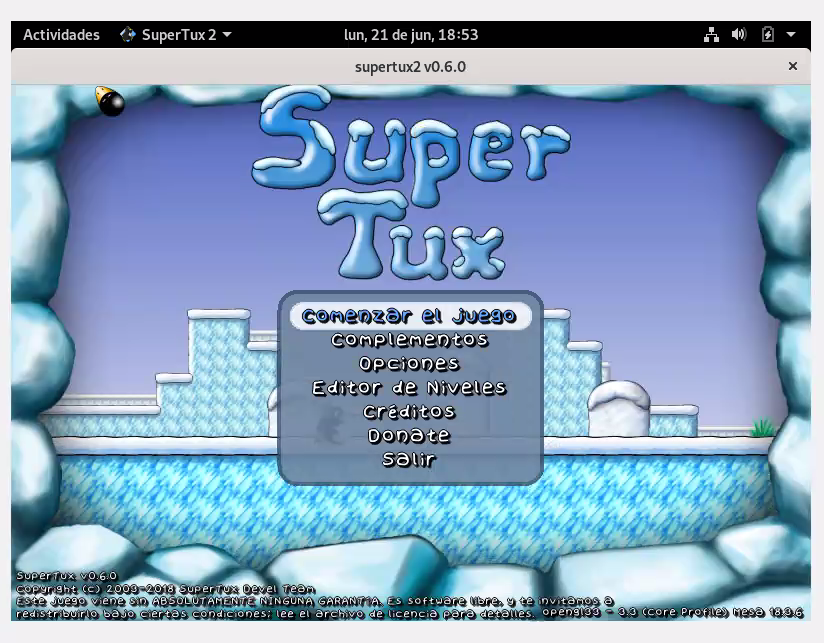 Actividades SuperTux 2 lun, 21 de jun, 18:53
supertux2 v0.6.0 ×
Super
Tux
Comenzar el juego
Complementos
Opciones
Editor de Niveles
Créditos
Donate
Salir
SuperTux v0.6.0
Copyright (c) 2003-2018 SuperTux Devel Team
Este juego viene sin ABSOLUTAMENTE NINGUNA GARANTÍA. Es software libre, y te invitamos a
redistribuirlo bajo ciertas condiciones; lee el archivo de licencia para detalles. opengl33 - 3.3 (Core Profile) Mesa 18.3.6